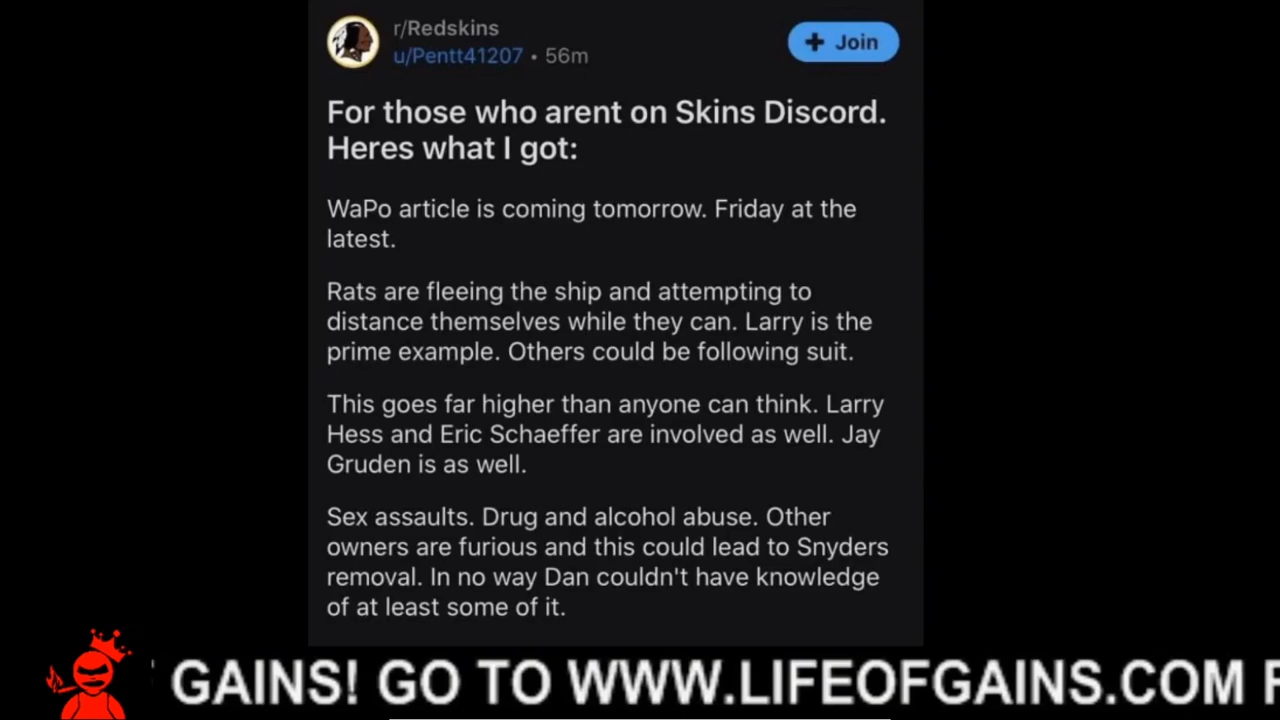 r/Redskins
u/Pentt41207 • 56m
+ Join
For those who arent on Skins Discord.
Heres what I got:
WaPo article is coming tomorrow. Friday at the
latest.
Rats are fleeing the ship and attempting to
distance themselves while they can. Larry is the
prime example. Others could be following suit.
This goes far higher than anyone can think. Larry
Hess and Eric Schaeffer are involved as well. Jay
Gruden is as well.
Sex assaults. Drug and alcohol abuse. Other
owners are furious and this could lead to Snyders
removal. In no way Dan couldn't have knowledge
of at least some of it.
GAINS! GO TO WWW.LIFEOFGAINS.COM